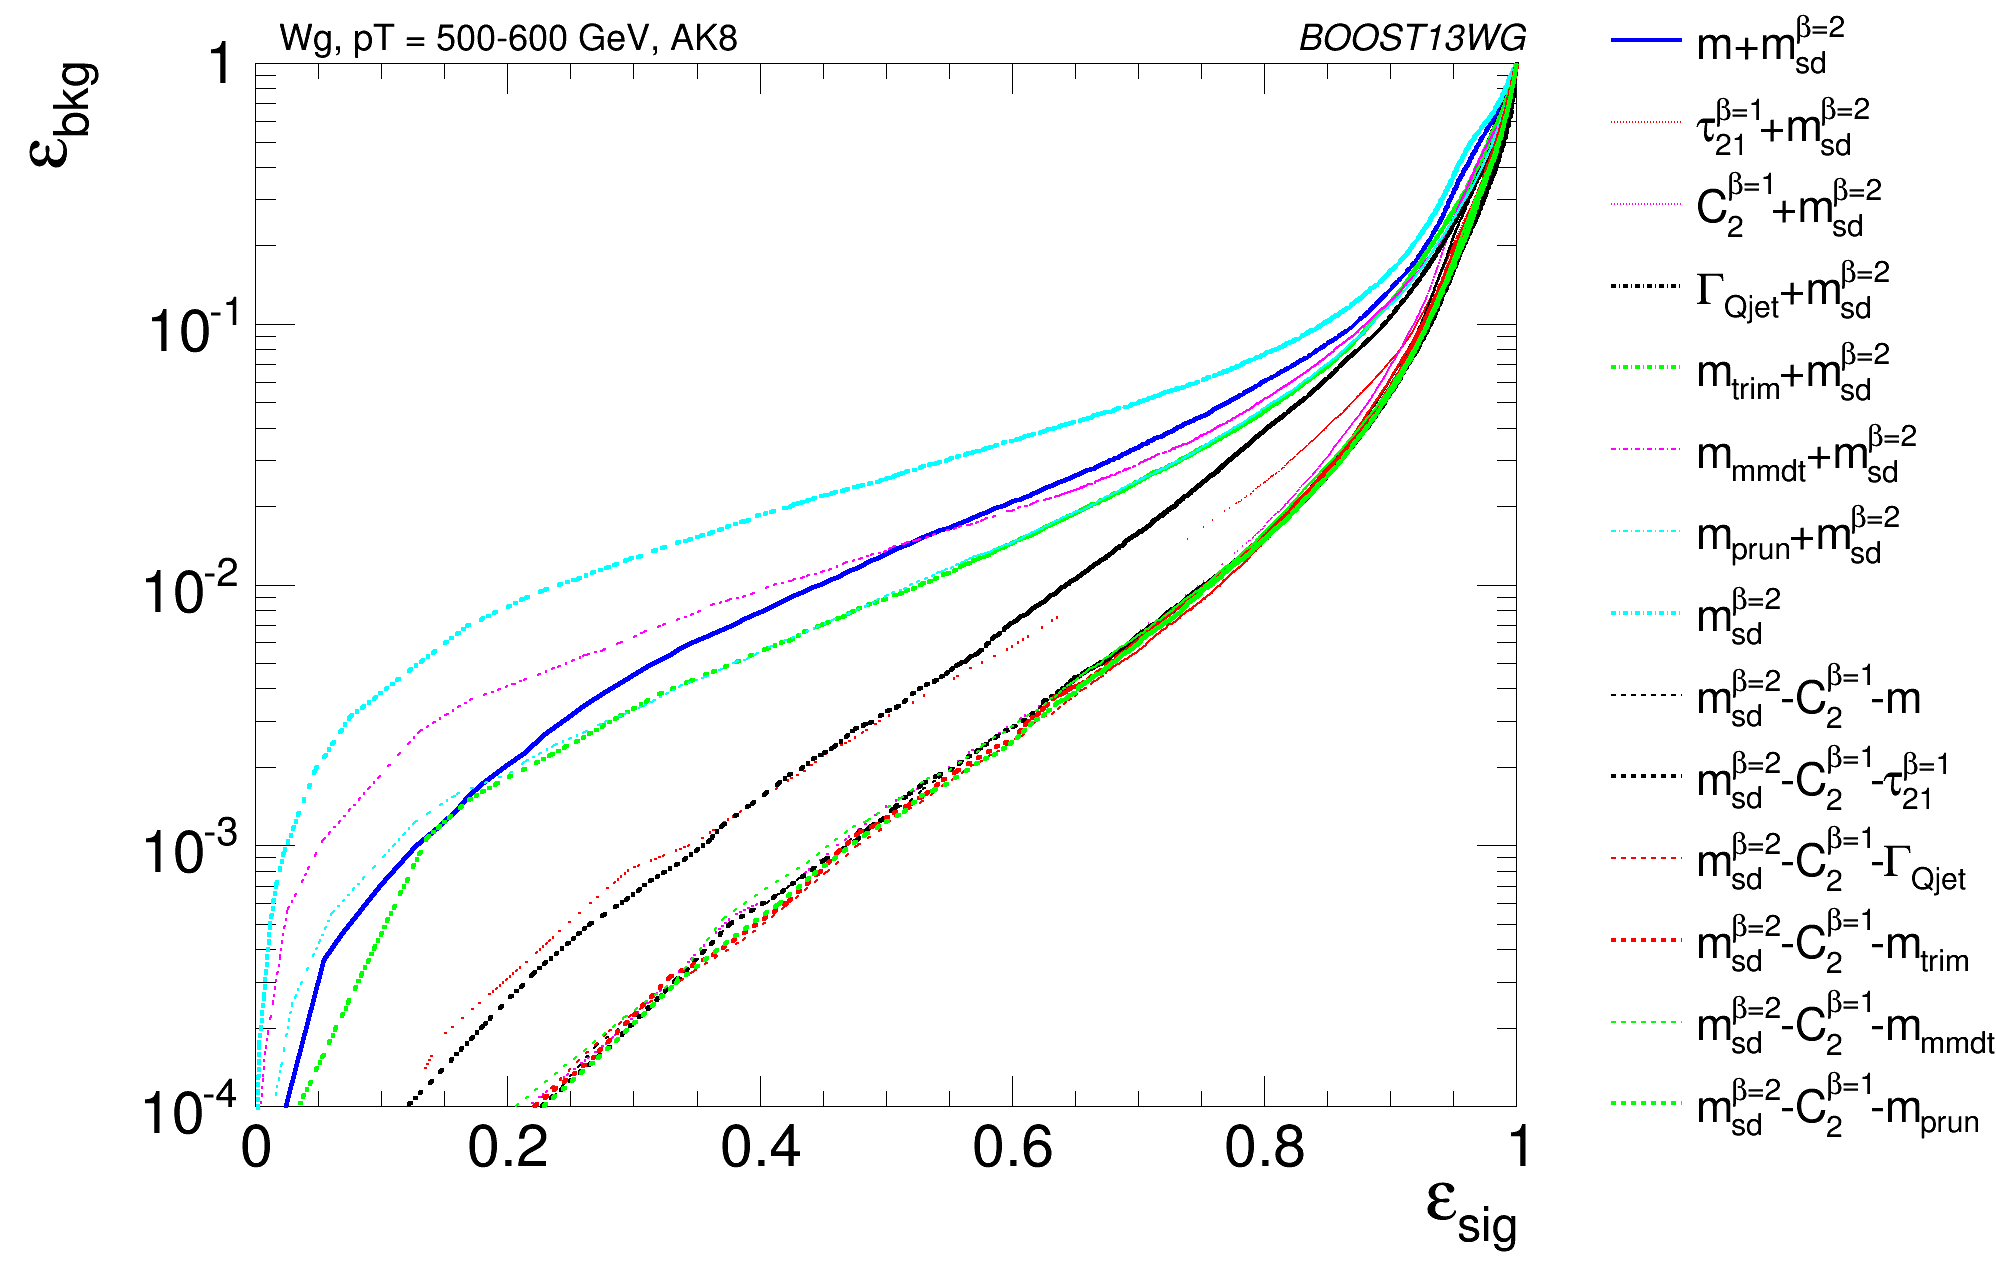 Wg, pT = 500-600 GeV, AK8
BOOST13WG
ε_bkg
1
10^-1
10^-2
10^-3
10^-4
0 0.2 0.4 0.6 0.8 1
ε_sig
m+m_sd^β=2
τ_21^β=1+m_sd^β=2
C_2^β=1+m_sd^β=2
Γ_Qjet+m_sd^β=2
m_trim+m_sd^β=2
m_mmdt+m_sd^β=2
m_prun+m_sd^β=2
m_sd^β=2
m_sd^β=2-C_2^β=1-m
m_sd^β=2-C_2^β=1-τ_21^β=1
m_sd^β=2-C_2^β=1-Γ_Qjet
m_sd^β=2-C_2^β=1-m_trim
m_sd^β=2-C_2^β=1-m_mmdt
m_sd^β=2-C_2^β=1-m_prun